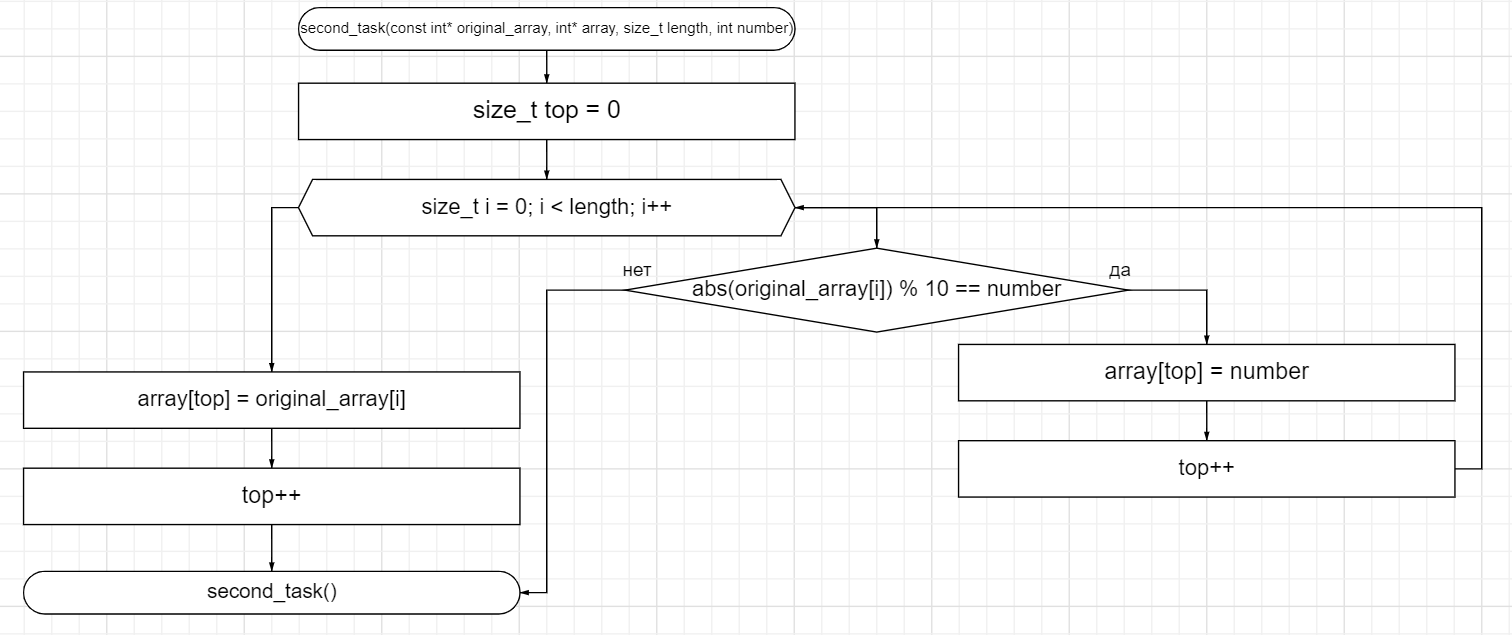 second_task(const int* original_array, int* array, size_t length, int number)
size_t top = 0
size_t i = 0; i < length; i++
нет
да
abs(original_array[i]) % 10 == number
array[top] = number
array[top] = original_array[i]
top++
top++
second_task()